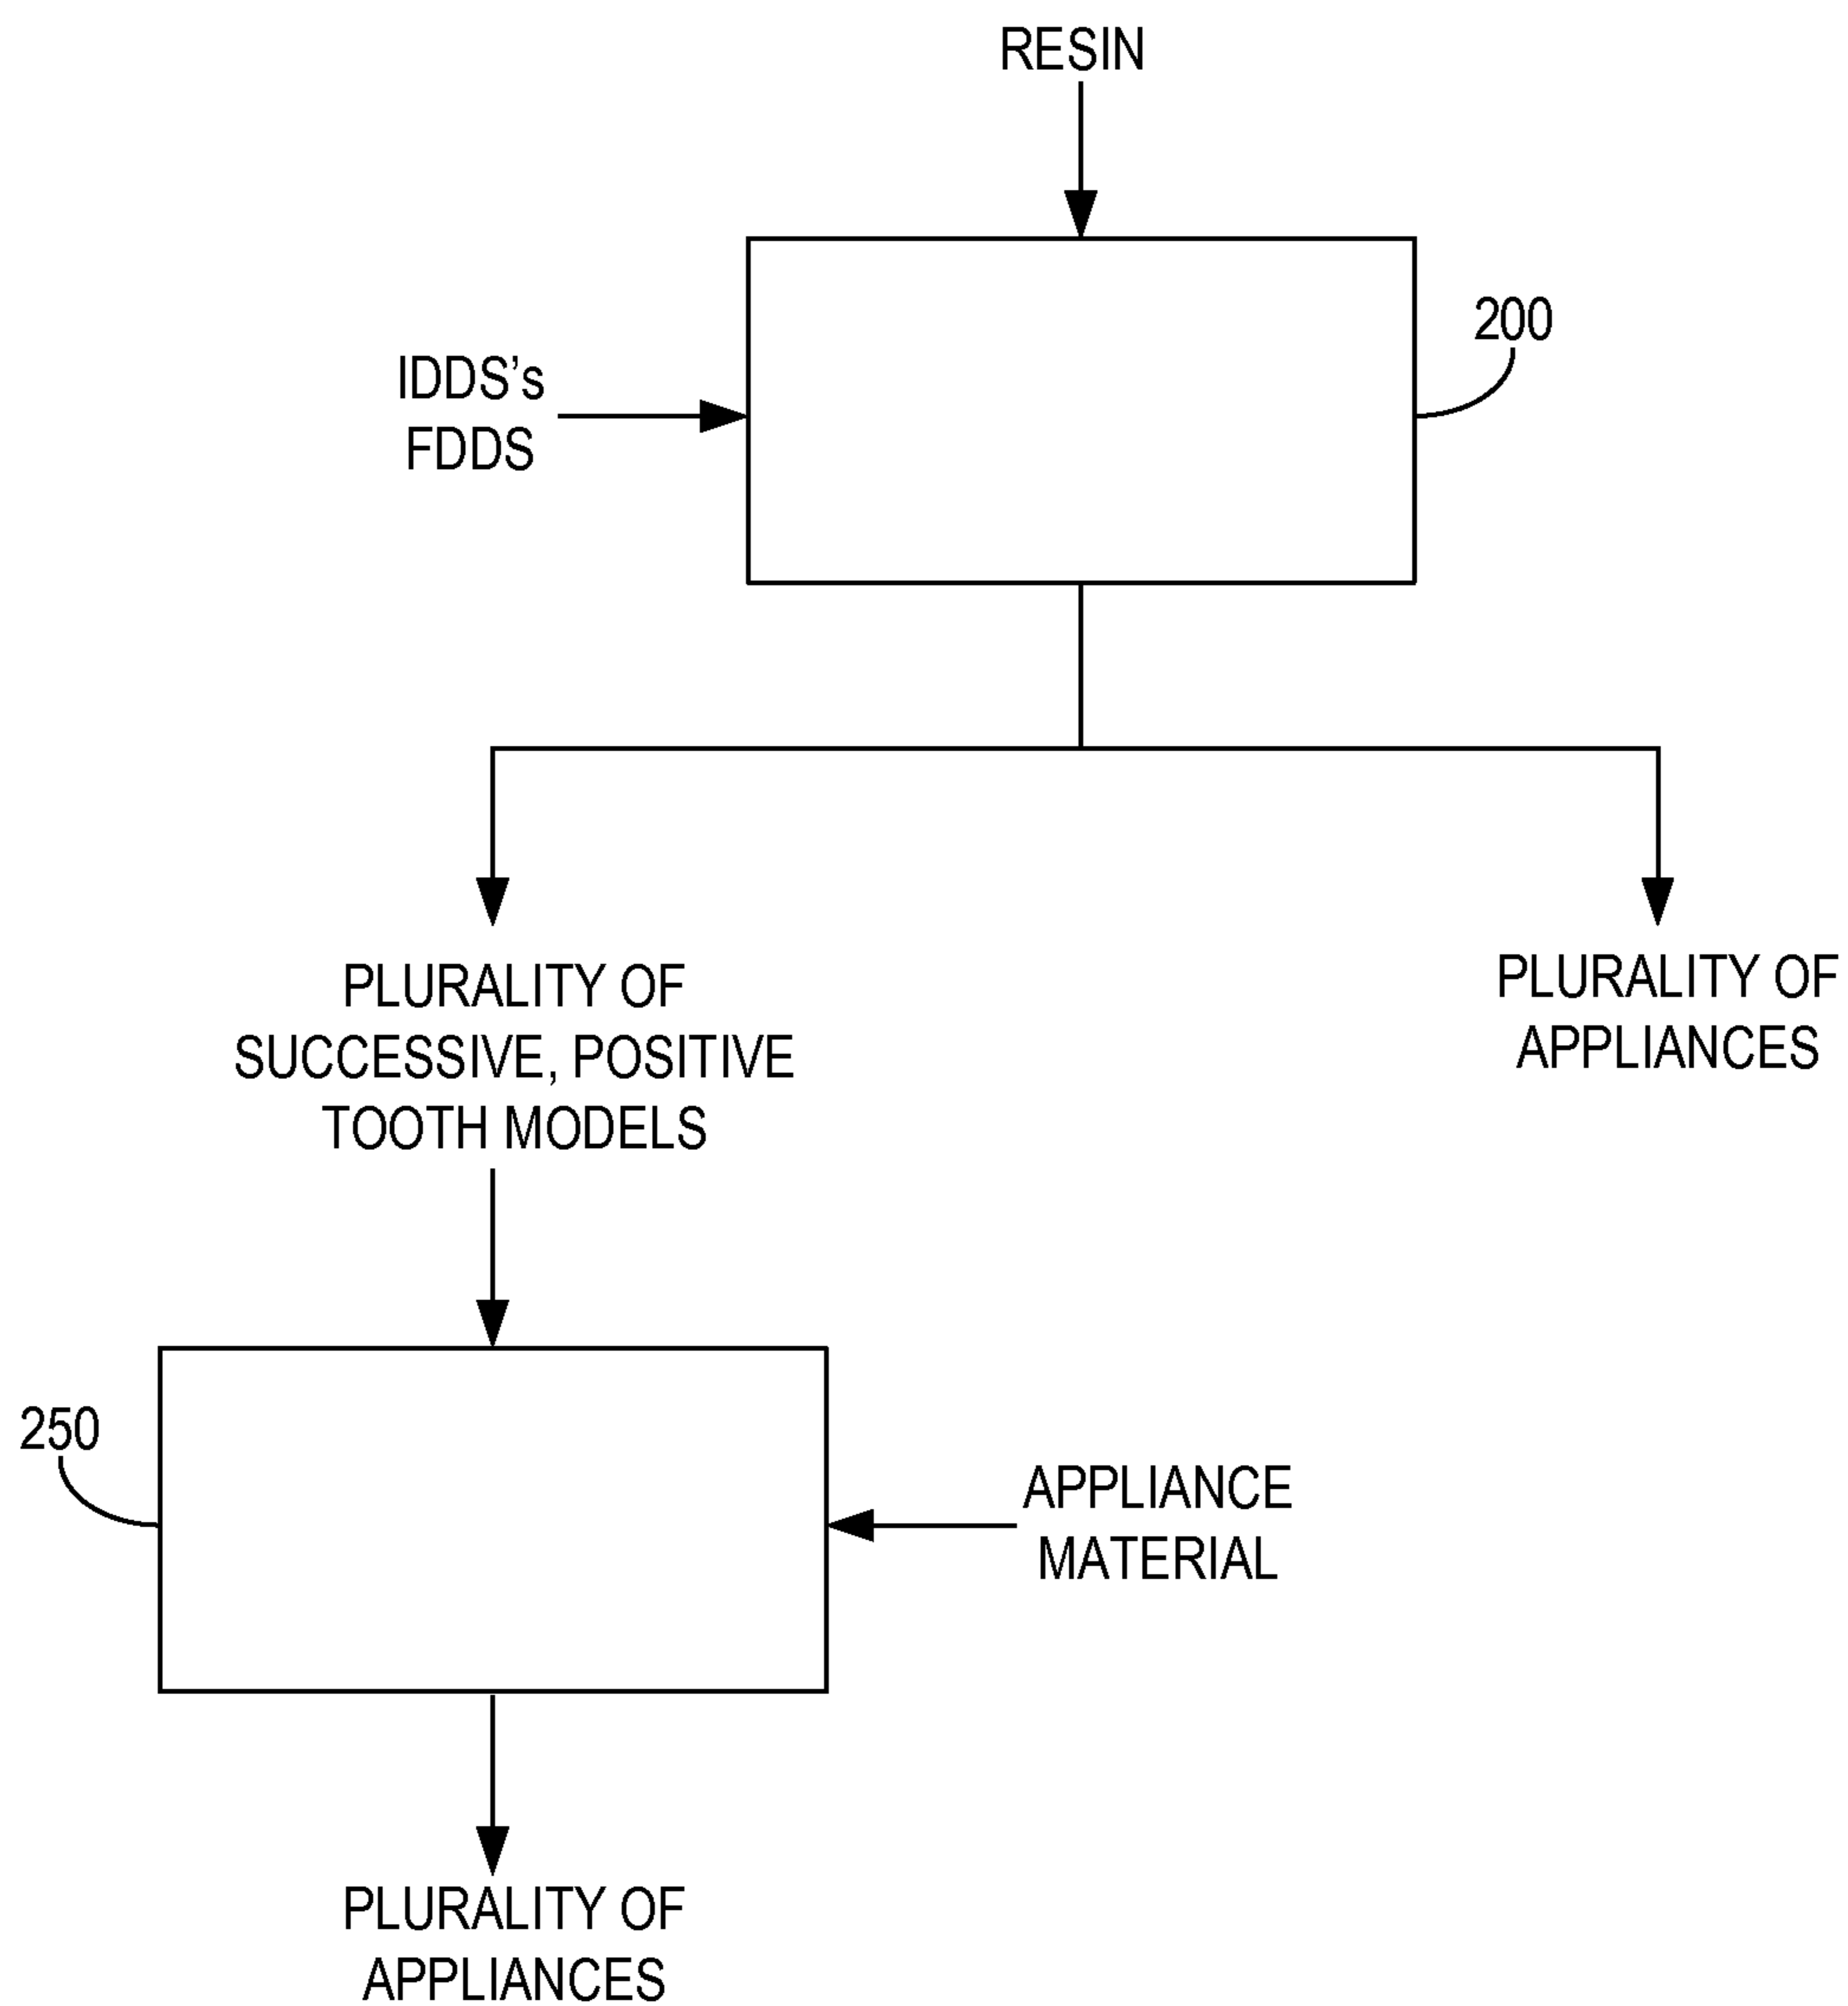 RESIN
200
IDDS's
FDDS
PLURALITY OF
SUCCESSIVE, POSITIVE
TOOTH MODELS
PLURALITY OF
APPLIANCES
250
APPLIANCE
MATERIAL
PLURALITY OF
APPLIANCES